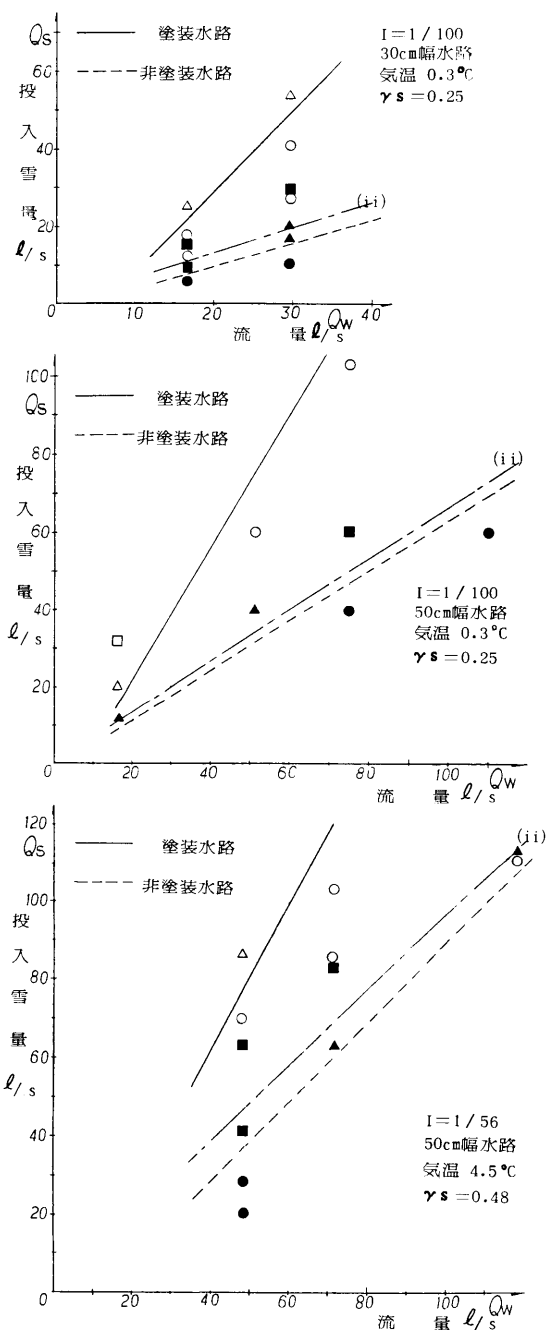 Qs
60
40
20
0
投入雪量
l/s
塗装水路
非塗装水路
I=1/100
30cm幅水路
気温 0.3℃
γs=0.25
(ii)
10
20
30
40
流量 l/s Qw
100
Qs
80
60
40
20
0
投入雪量
l/s
塗装水路
非塗装水路
(ii)
I=1/100
50cm幅水路
気温 0.3℃
γs=0.25
20
40
60
80
100
流量 l/s Qw
120
Qs
100
80
60
40
20
0
投入雪量
l/s
塗装水路
非塗装水路
(ii)
I=1/56
50cm幅水路
気温 4.5℃
γs=0.48
20
40
60
80
100
流量 l/s Qw